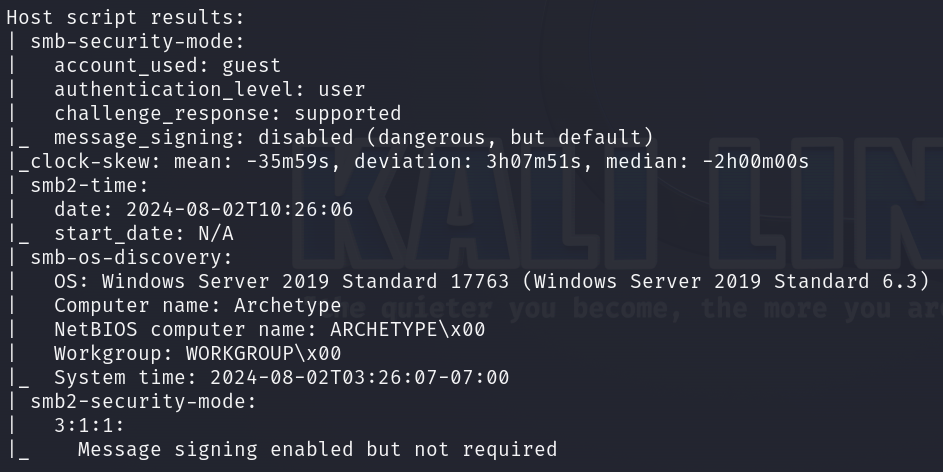 Host script results:
| smb-security-mode:
|   account_used: guest
|   authentication_level: user
|   challenge_response: supported
|_  message_signing: disabled (dangerous, but default)
|_clock-skew: mean: -35m59s, deviation: 3h07m51s, median: -2h00m00s
| smb2-time:
|   date: 2024-08-02T10:26:06
|_  start_date: N/A
| smb-os-discovery:
|   OS: Windows Server 2019 Standard 17763 (Windows Server 2019 Standard 6.3)
|   Computer name: Archetype
|   NetBIOS computer name: ARCHETYPE\x00
|   Workgroup: WORKGROUP\x00
|_  System time: 2024-08-02T03:26:07-07:00
| smb2-security-mode:
|   3:1:1:
|_    Message signing enabled but not required
KALI LIN
quieter you become, the more you ar